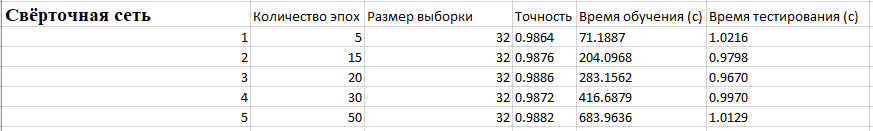 Свёрточная сеть Количество эпох Размер выборки Точность Время обучения (с) Время тестирования (с)
1 5 32 0.9864 71.1887 1.0216
2 15 32 0.9876 204.0968 0.9798
3 20 32 0.9886 283.1562 0.9670
4 30 32 0.9872 416.6879 0.9970
5 50 32 0.9882 683.9636 1.0129